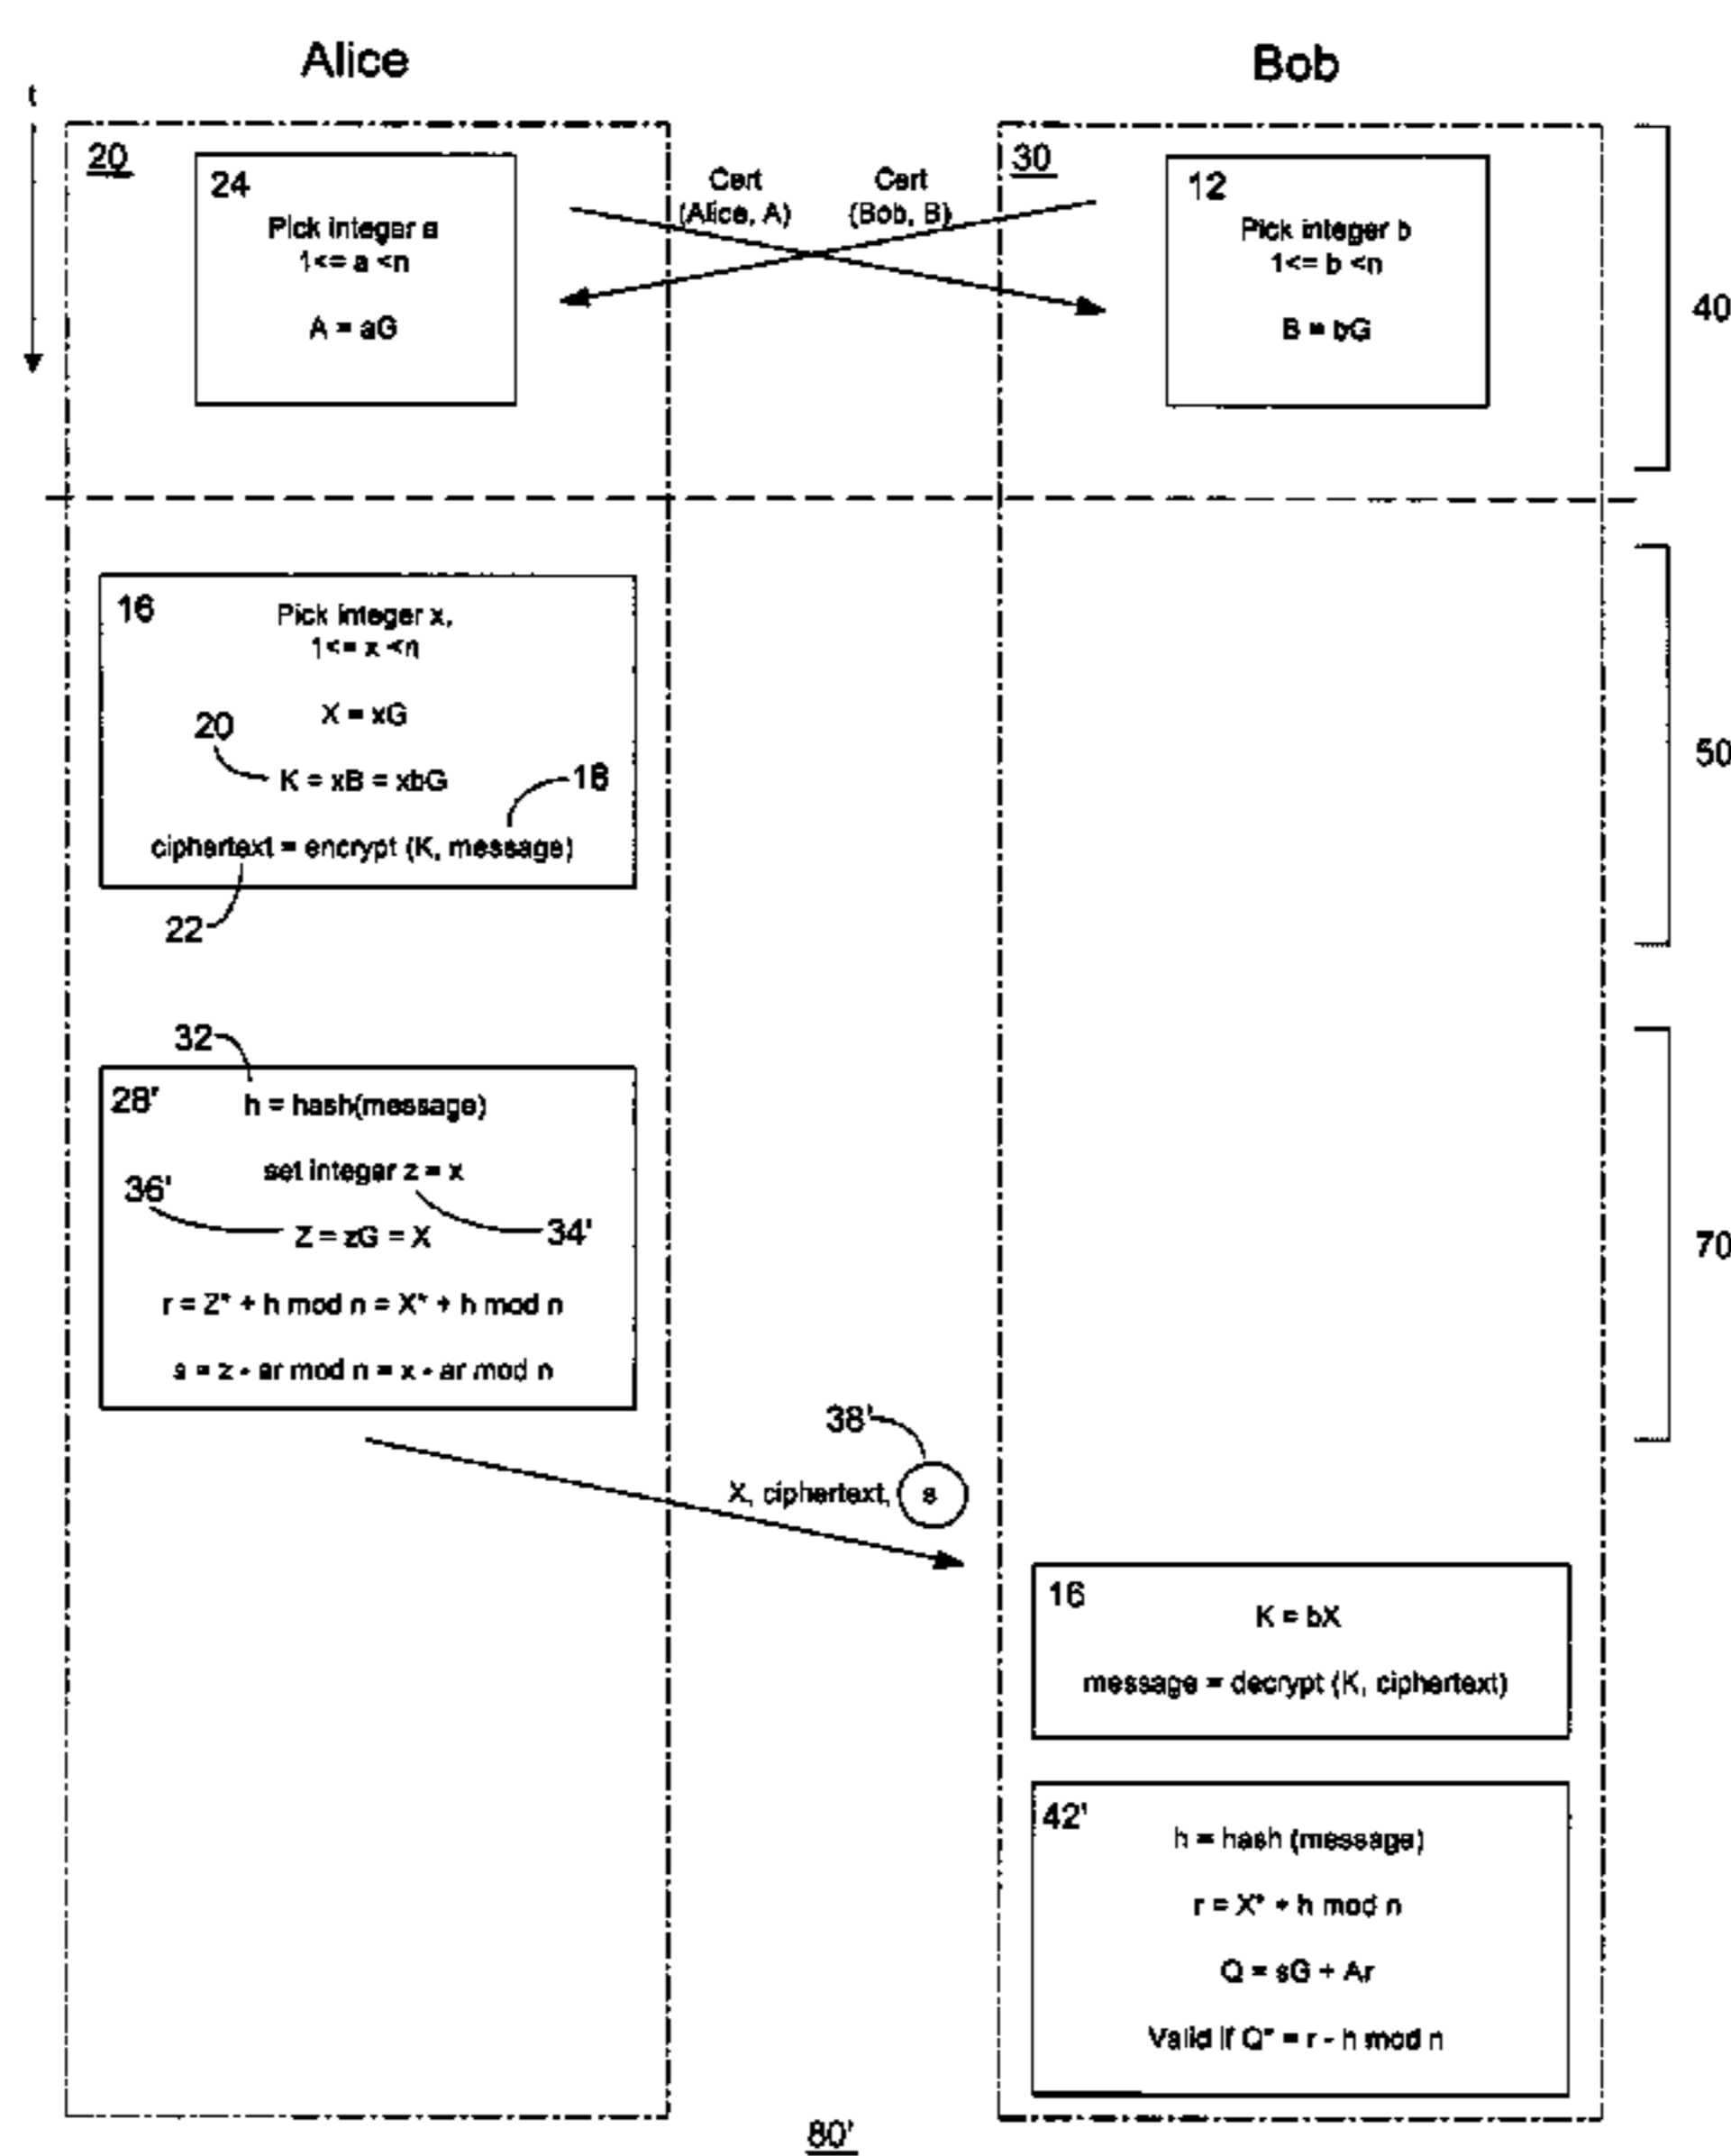 Alice
Bob
t
20
24
Pick integer a
1<= a <n
A = aG
Cert
(Alice, A)
Cert
(Bob, B)
30
12
Pick integer b
1<= b <n
B = bG
40
16
Pick integer x,
1<= x <n
X = xG
20
K = xB = xbG
18
ciphertext = encrypt (K, message)
22
50
32
28'
h = hash(message)
set integer z = x
36'
34'
Z = zG = X
r = Z* + h mod n = X* + h mod n
s = z - ar mod n = x - ar mod n
70
38'
X, ciphertext, s
16
K = bX
message = decrypt (K, ciphertext)
42'
h = hash (message)
r = X* + h mod n
Q = sG + Ar
Valid if Q* = r - h mod n
80'